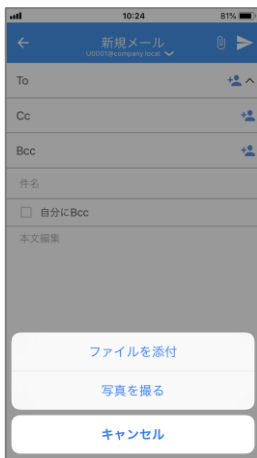 10:24
81%
新規メール
U0001@company.local
To
Cc
Bcc
件名
自分にBcc
本文編集
ファイルを添付
写真を撮る
キャンセル